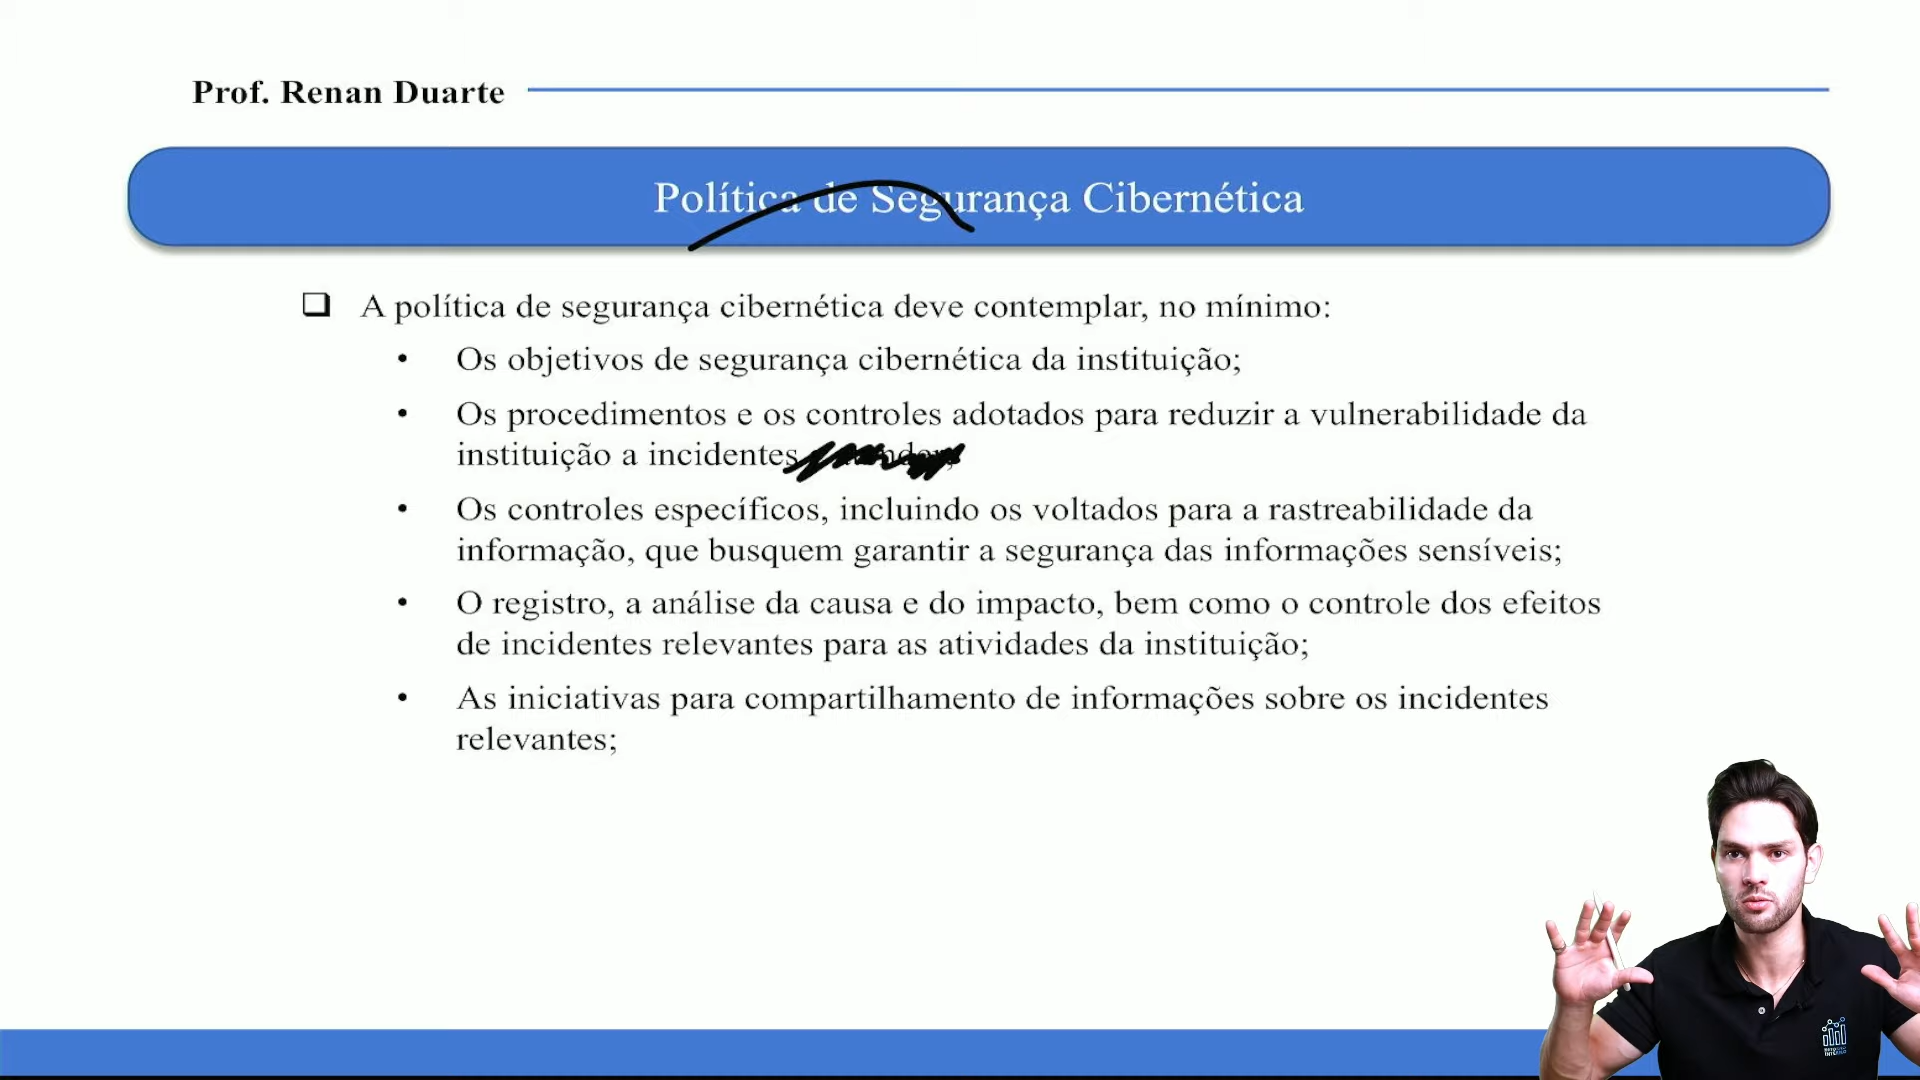 Prof. Renan Duarte
Política de Segurança Cibernética
A política de segurança cibernética deve contemplar, no mínimo:
Os objetivos de segurança cibernética da instituição;
Os procedimentos e os controles adotados para reduzir a vulnerabilidade da
instituição a incidentes
Os controles específicos, incluindo os voltados para a rastreabilidade da
informação, que busquem garantir a segurança das informações sensíveis;
O registro, a análise da causa e do impacto, bem como o controle dos efeitos
de incidentes relevantes para as atividades da instituição;
As iniciativas para compartilhamento de informações sobre os incidentes
relevantes;